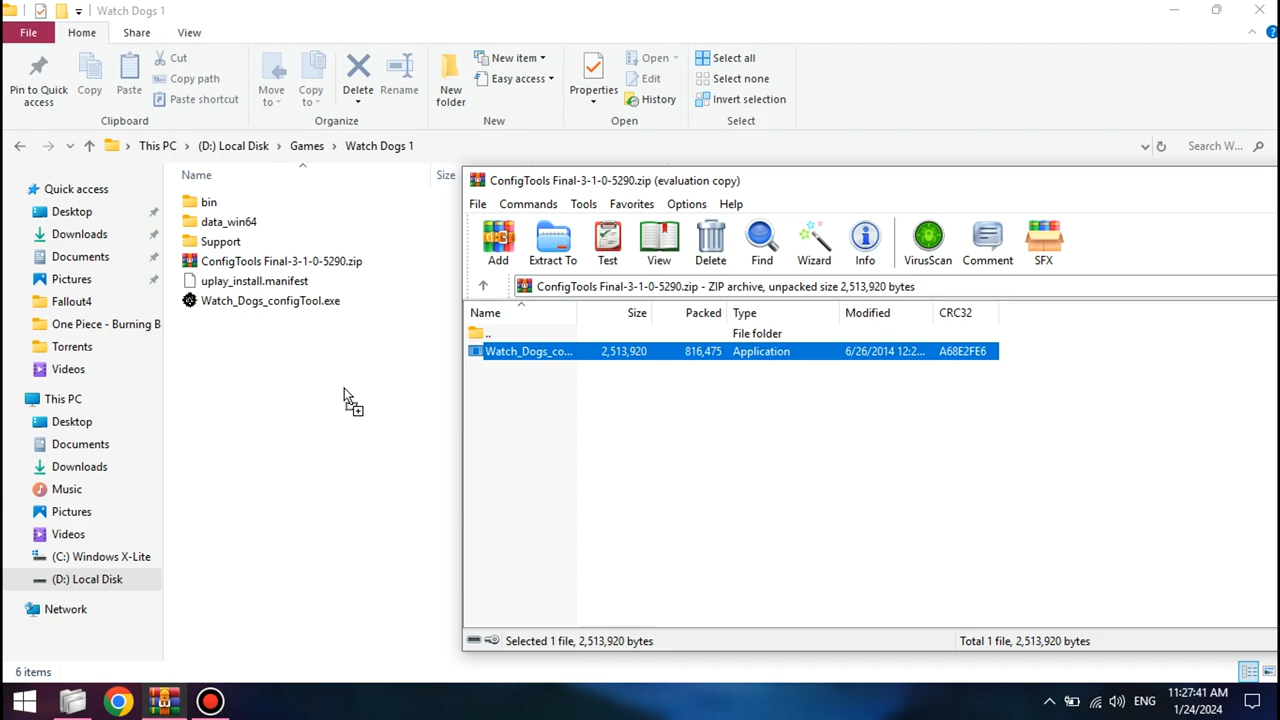 Watch Dogs 1
File Home Share View
Pin to Quick access
Copy
Paste
Cut
Copy path
Paste shortcut
Clipboard
Move to
Copy to
Delete
Rename
Organize
New folder
New item
Easy access
New
Properties
Open
Edit
History
Open
Select all
Select none
Invert selection
Select
This PC (D:) Local Disk Games Watch Dogs 1
Search W...
Quick access
Desktop
Downloads
Documents
Pictures
Fallout4
One Piece - Burning B
Torrents
Videos
This PC
Desktop
Documents
Downloads
Music
Pictures
Videos
(C:) Windows X-Lite
(D:) Local Disk
Network
Name Size
bin
data_win64
Support
ConfigTools Final-3-1-0-5290.zip
uplay_install.manifest
Watch_Dogs_configTool.exe
6 items
ConfigTools Final-3-1-0-5290.zip (evaluation copy)
File Commands Tools Favorites Options Help
Add Extract To Test View Delete Find Wizard Info VirusScan Comment SFX
ConfigTools Final-3-1-0-5290.zip - ZIP archive, unpacked size 2,513,920 bytes
Name Size Packed Type Modified CRC32
.. File folder
Watch_Dogs_co... 2,513,920 816,475 Application 6/26/2014 12:2... A68E2FE6
Selected 1 file, 2,513,920 bytes Total 1 file, 2,513,920 bytes
ENG
11:27:41 AM
1/24/2024